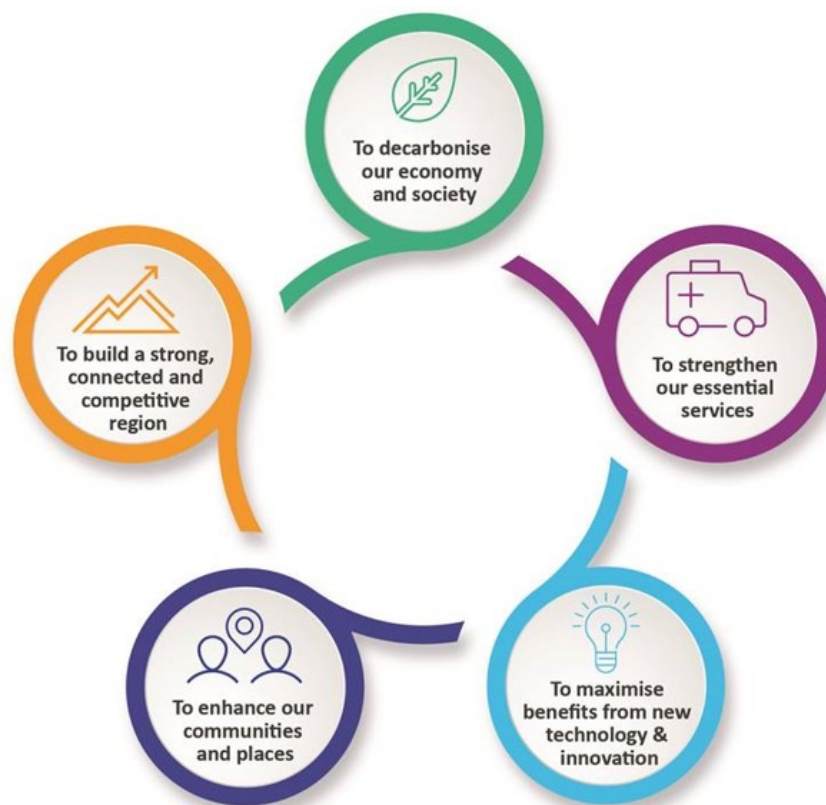 To decarbonise
our economy
and society
To strengthen
our essential
services
To maximise
benefits from new
technology &
innovation
To enhance our
communities
and places
To build a strong,
connected and
competitive
region